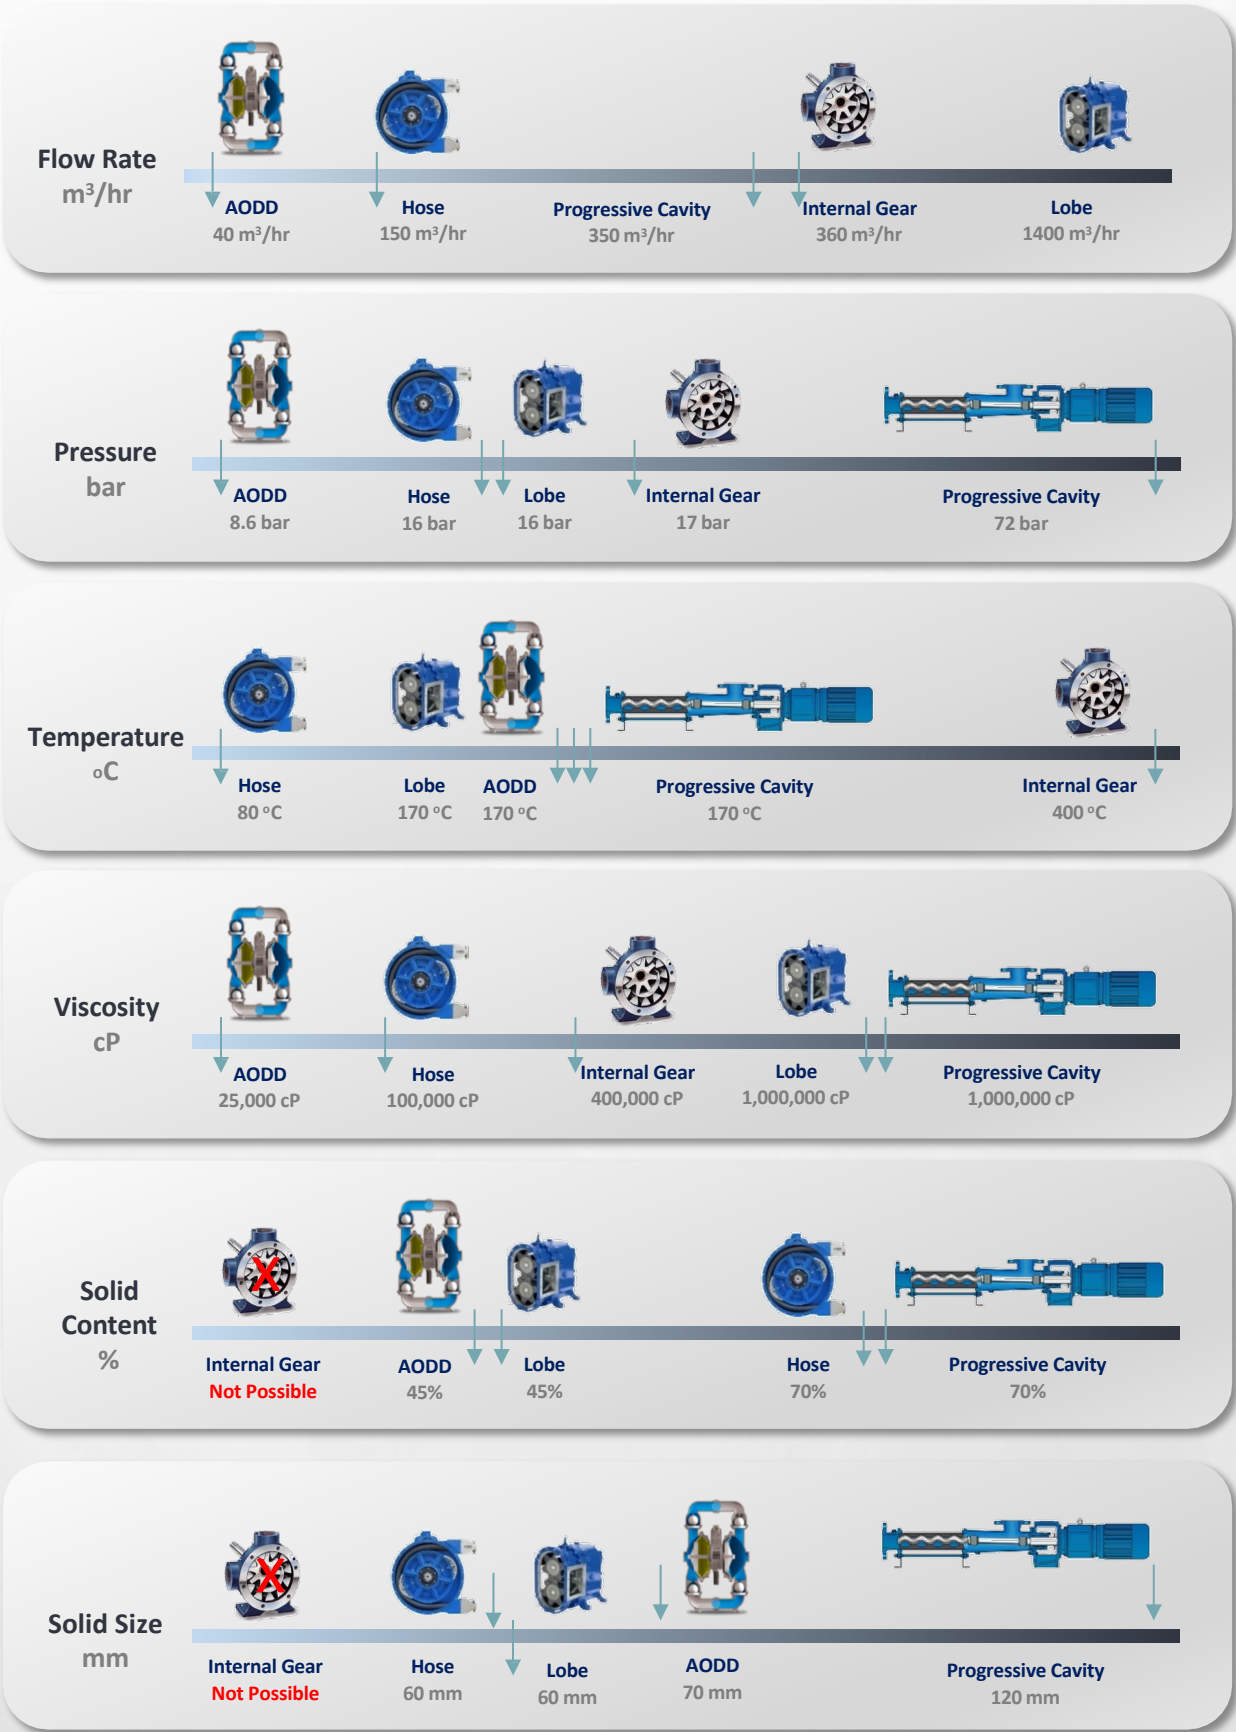 Flow Rate
m³/hr
AODD
40 m³/hr
Hose
150 m³/hr
Progressive Cavity
350 m³/hr
Internal Gear
360 m³/hr
Lobe
1400 m³/hr
Pressure
bar
AODD
8.6 bar
Hose
16 bar
Lobe
16 bar
Internal Gear
17 bar
Progressive Cavity
72 bar
Temperature
ºC
Hose
80 ºC
Lobe
170 ºC
AODD
170 ºC
Progressive Cavity
170 ºC
Internal Gear
400 ºC
Viscosity
cP
AODD
25,000 cP
Hose
100,000 cP
Internal Gear
400,000 cP
Lobe
1,000,000 cP
Progressive Cavity
1,000,000 cP
Solid
Content
%
X
Internal Gear
Not Possible
AODD
45%
Lobe
45%
Hose
70%
Progressive Cavity
70%
Solid Size
mm
X
Internal Gear
Not Possible
Hose
60 mm
Lobe
60 mm
AODD
70 mm
Progressive Cavity
120 mm